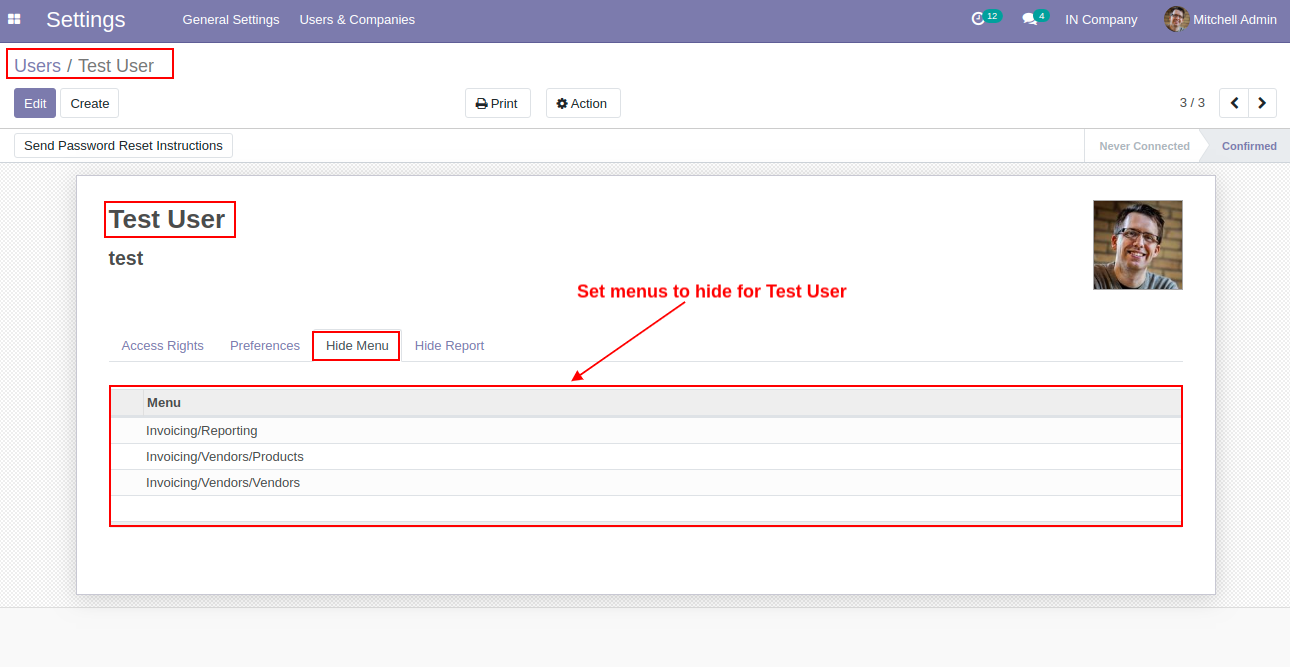 Settings General Settings Users & Companies 12 4 IN Company Mitchell Admin
Users / Test User
Edit Create Print Action 3 / 3
Send Password Reset Instructions Never Connected Confirmed
Test User
test
Set menus to hide for Test User
Access Rights Preferences Hide Menu Hide Report
Menu
Invoicing/Reporting
Invoicing/Vendors/Products
Invoicing/Vendors/Vendors